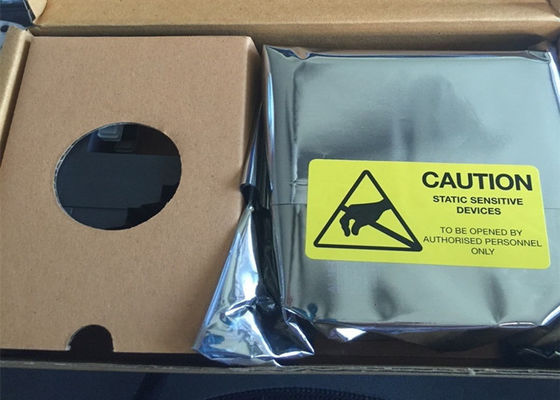 CAUTION
STATIC SENSITIVE
DEVICES
TO BE OPENED BY
AUTHORISED PERSONNEL
ONLY